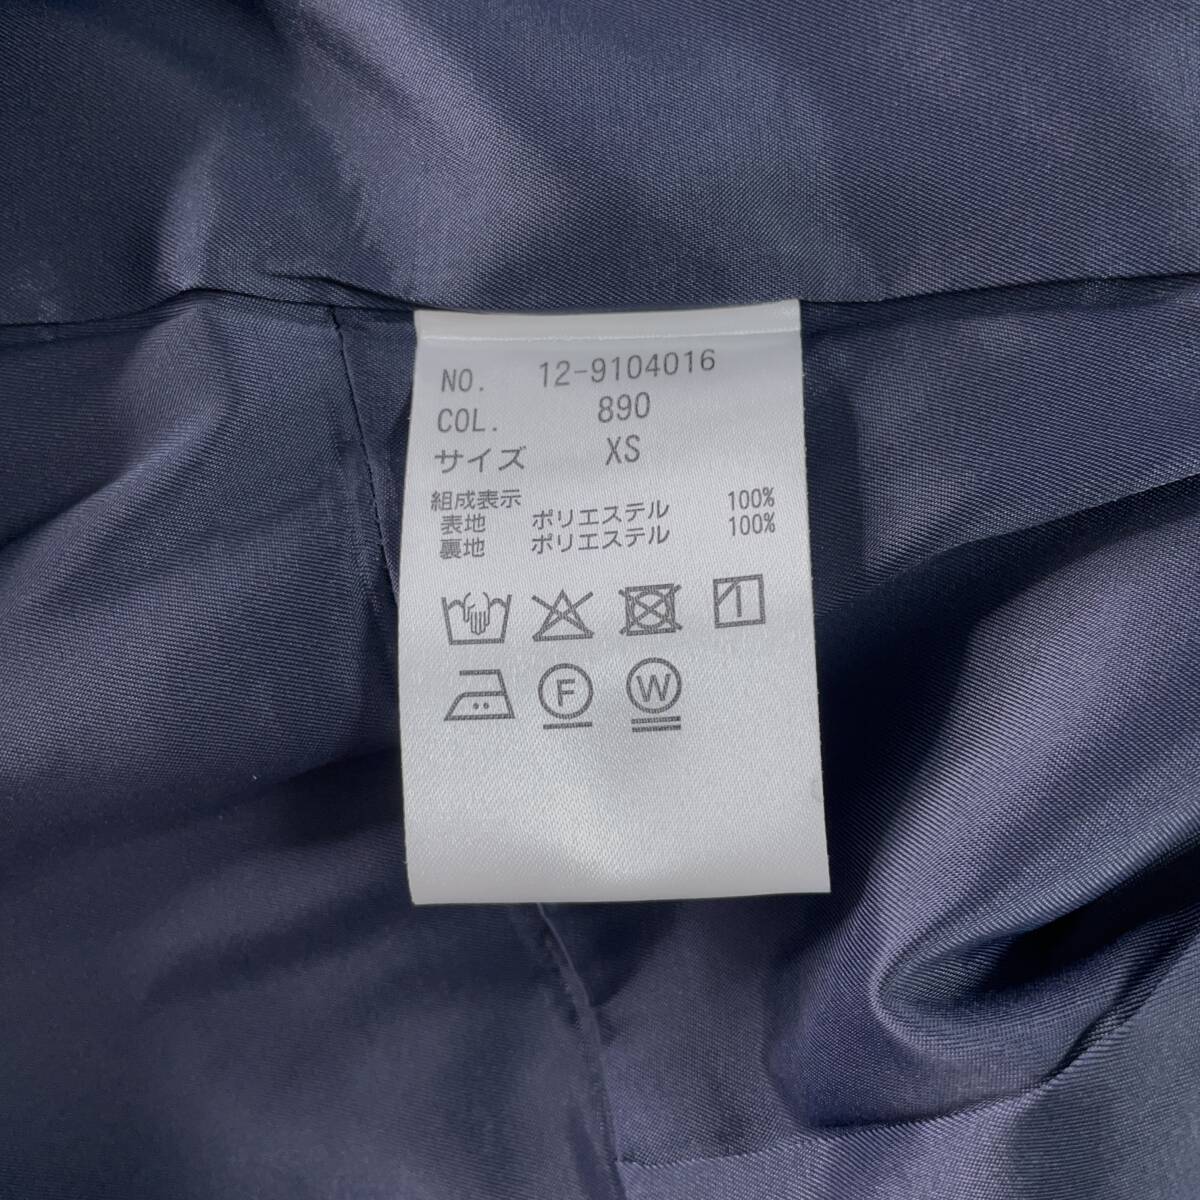 NO. 12-9104016
COL. 890
サイズ XS
組成表示
表地 ポリエステル 100%
裏地 ポリエステル 100%
F W